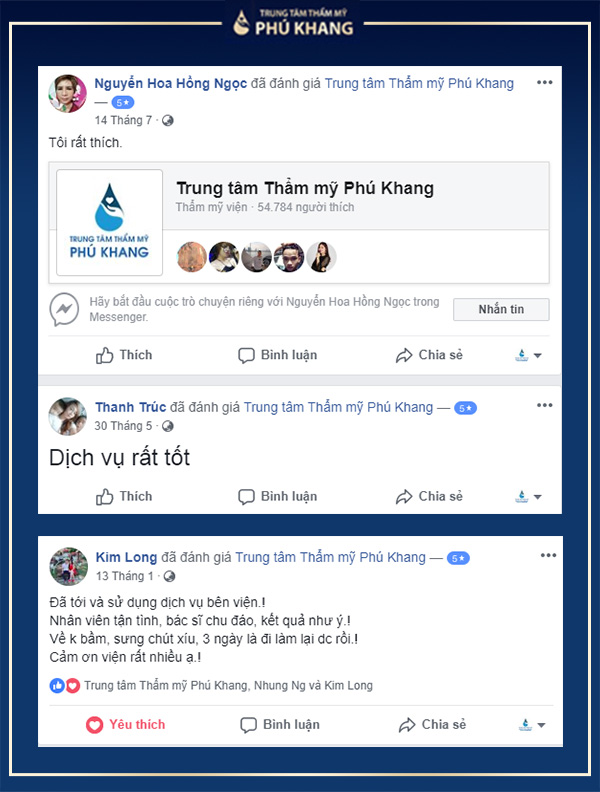 TRUNG TÂM THẨM MỸ
PHÚ KHANG
Nguyển Hoa Hồng Ngọc đã đánh giá Trung tâm Thẩm mỹ Phú Khang
— 5★
14 Tháng 7 ·
Tôi rất thích.
TRUNG TÂM THẨM MỸ
PHÚ KHANG
Trung tâm Thẩm mỹ Phú Khang
Thẩm mỹ viện · 54.784 người thích
Hãy bắt đầu cuộc trò chuyện riêng với Nguyển Hoa Hồng Ngọc trong
Messenger.
Nhắn tin
Thích Bình luận Chia sẻ
Thanh Trúc đã đánh giá Trung tâm Thẩm mỹ Phú Khang — 5★
30 Tháng 5 ·
Dịch vụ rất tốt
Thích Bình luận Chia sẻ
Kim Long đã đánh giá Trung tâm Thẩm mỹ Phú Khang — 5★
13 Tháng 1 ·
Đã tới và sử dụng dịch vụ bên viện.!
Nhân viên tận tình, bác sĩ chu đáo, kết quả như ý.!
Về k bầm, sưng chút xíu, 3 ngày là đi làm lại dc rồi.!
Cảm ơn viện rất nhiều ạ.!
Trung tâm Thẩm mỹ Phú Khang, Nhung Ng và Kim Long
Yêu thích Bình luận Chia sẻ